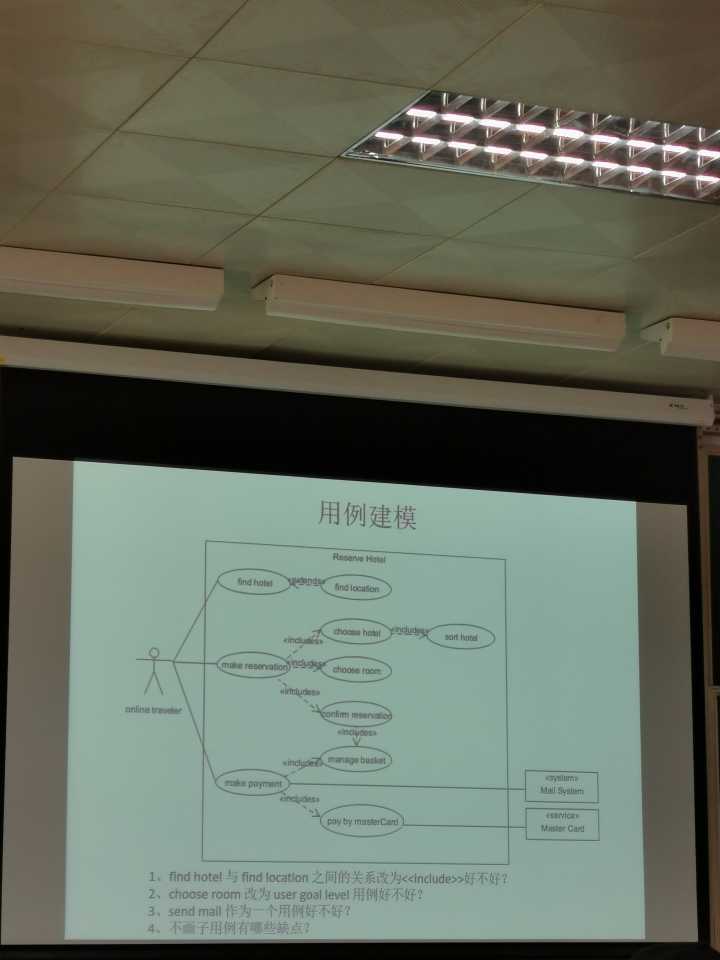 用例建模
Reserve Hotel
find hotel
«extends»
find location
«includes»
choose hotel
«includes»
sort hotel
make reservation
«includes»
choose room
online traveler
«includes»
confirm reservation
«includes»
manage basket
«includes»
make payment
«includes»
pay by masterCard
«system»
Mail System
«service»
Master Card
1、find hotel 与 find location 之间的关系改为<<include>>好不好?
2、choose room 改为 user goal level 用例好不好?
3、send mail 作为一个用例好不好?
4、不画子用例有哪些缺点?